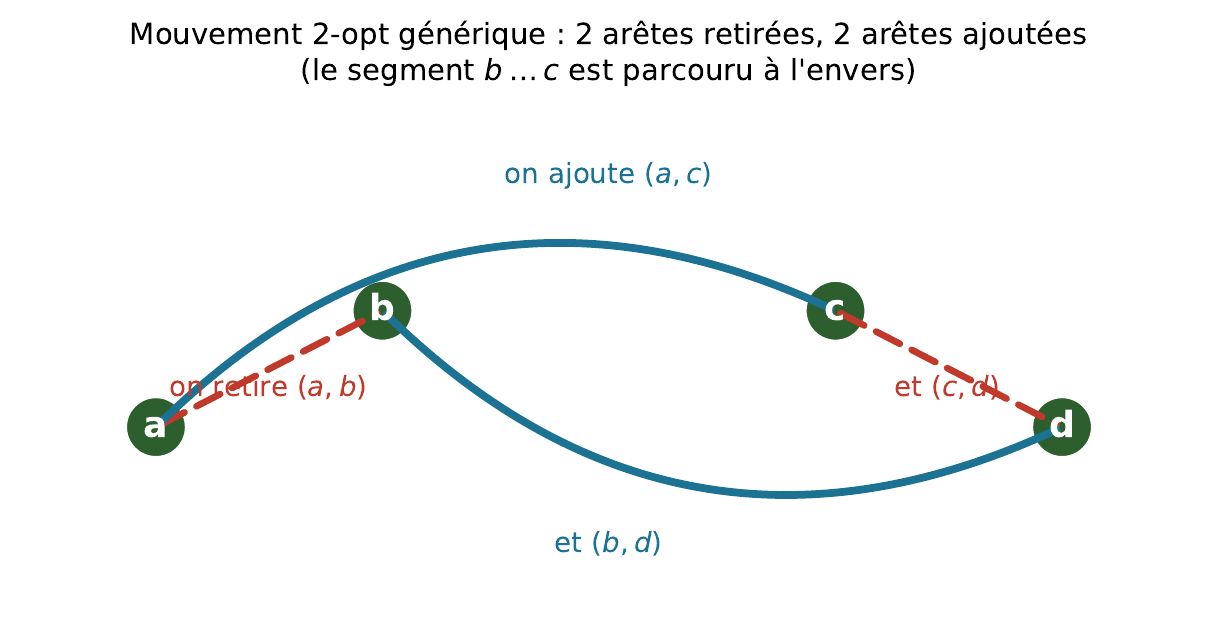 Mouvement 2-opt générique : 2 arêtes retirées, 2 arêtes ajoutées
(le segment b ... c est parcouru à l'envers)
on ajoute (a, c)
b
c
on retire (a, b)
et (c, d)
a
d
et (b, d)